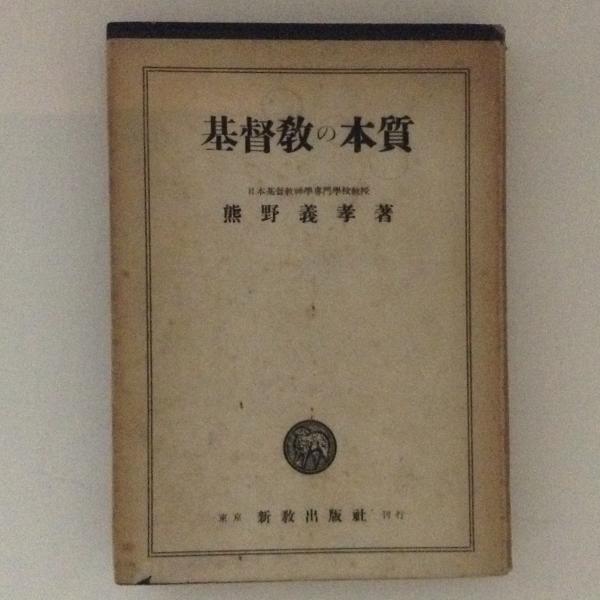 基督教の本質
日本基督教神學專門學校教授
熊野義孝著
東京 新教出版社 刊行